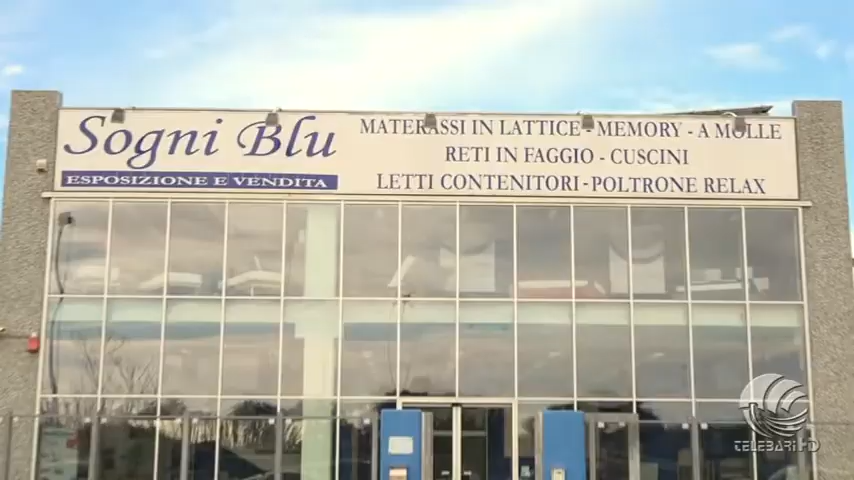 Sogni Blu
ESPOSIZIONE E VENDITA
MATERASSI IN LATTICE - MEMORY - A MOLLE
RETI IN FAGGIO - CUSCINI
LETTI CONTENITORI - POLTRONE RELAX
TELEBARI HD